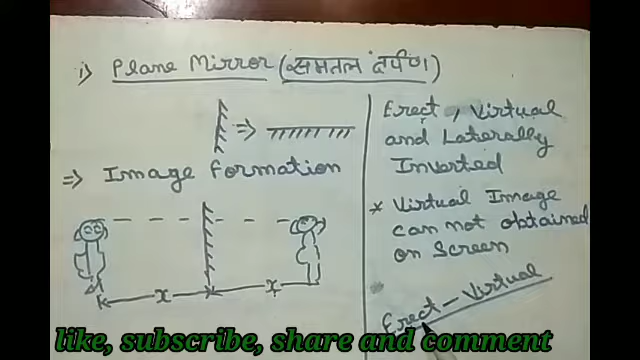 i) Plane Mirror (समतल दर्पण)
⇒
⇒ Image formation
x x
Erect, Virtual
and Laterally
Inverted
* Virtual Image
can not obtained
on Screen
Erect - Virtual
like, subscribe, share and comment